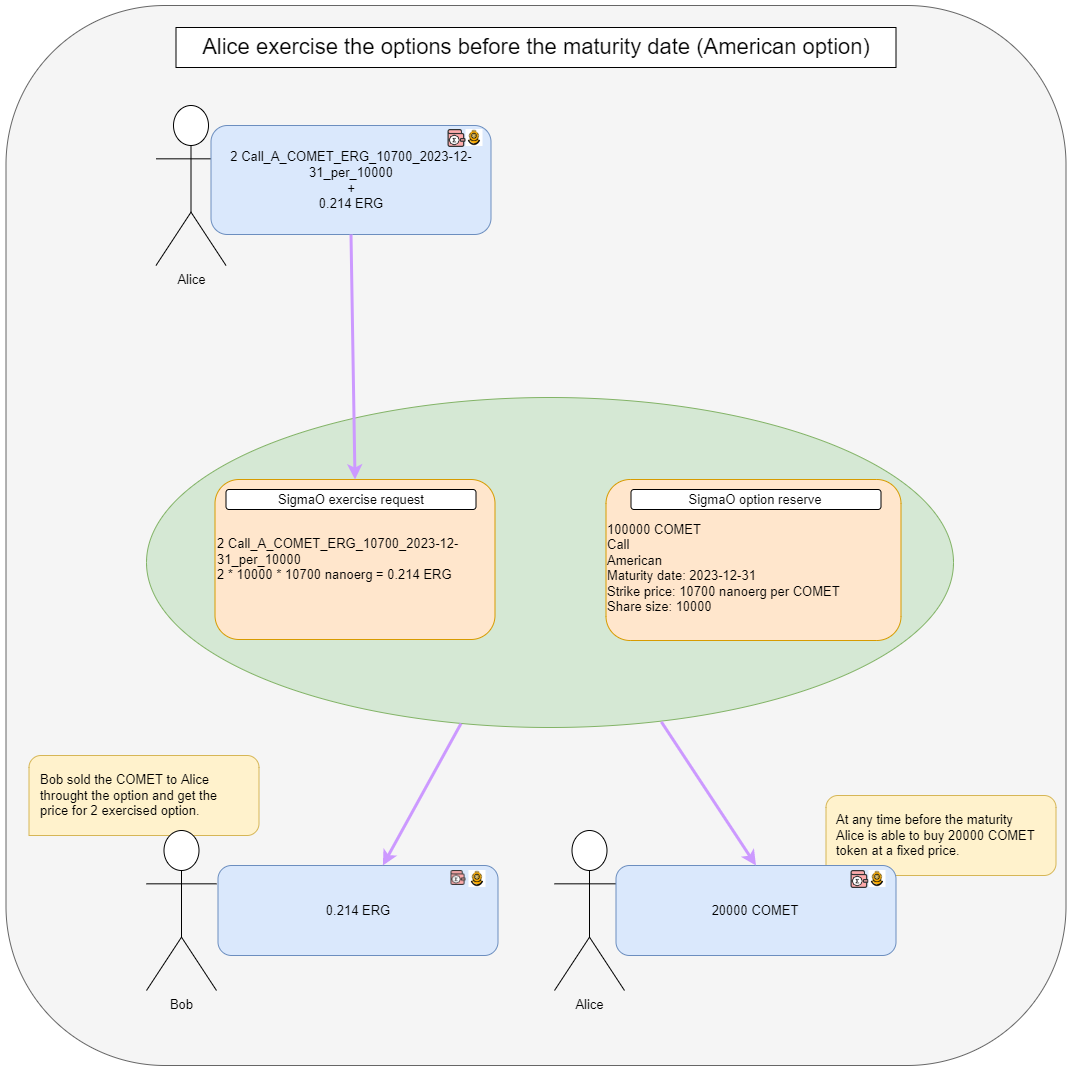 Alice exercise the options before the maturity date (American option)
2 Call_A_COMET_ERG_10700_2023-12-
31_per_10000
+
0.214 ERG
Alice
SigmaO exercise request
2 Call_A_COMET_ERG_10700_2023-12-
31_per_10000
2 * 10000 * 10700 nanoerg = 0.214 ERG
SigmaO option reserve
100000 COMET
Call
American
Maturity date: 2023-12-31
Strike price: 10700 nanoerg per COMET
Share size: 10000
Bob sold the COMET to Alice
throught the option and get the
price for 2 exercised option.
At any time before the maturity
Alice is able to buy 20000 COMET
token at a fixed price.
0.214 ERG
Bob
20000 COMET
Alice